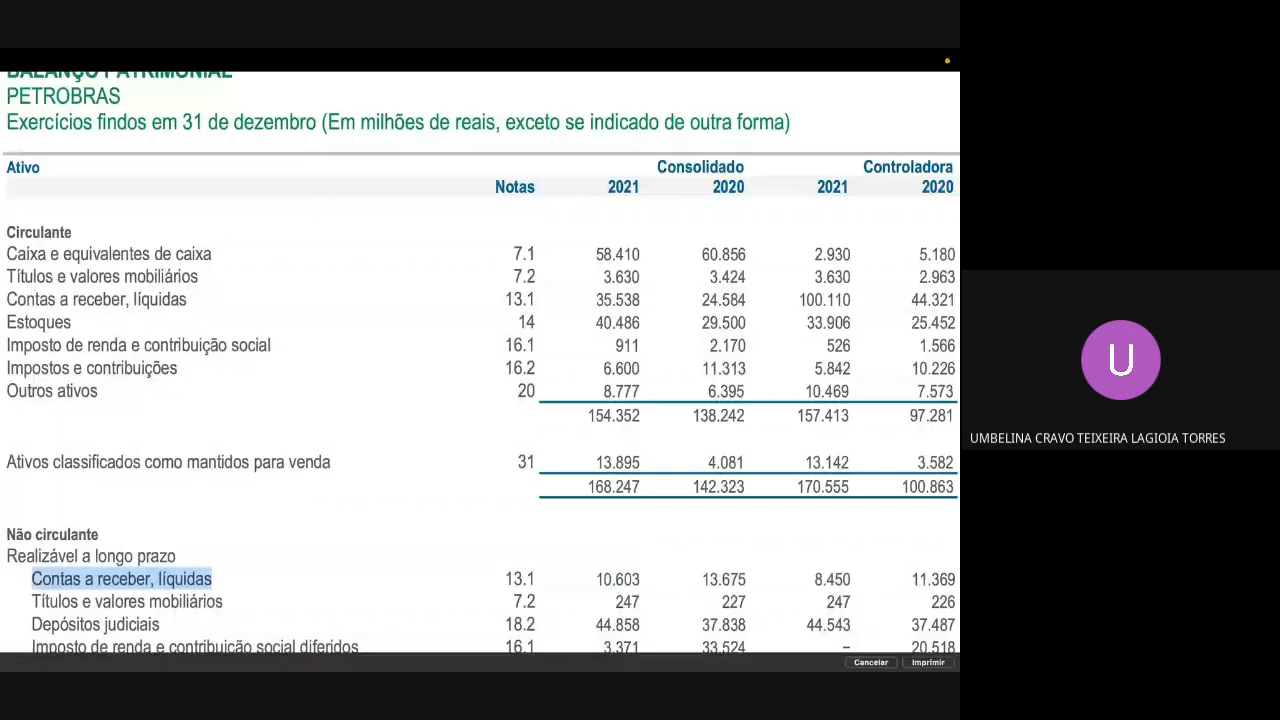 BALANÇO PATRIMONIAL
PETROBRAS
Exercícios findos em 31 de dezembro (Em milhões de reais, exceto se indicado de outra forma)
Ativo Consolidado Controladora
Notas 2021 2020 2021 2020
Circulante
Caixa e equivalentes de caixa 7.1 58.410 60.856 2.930 5.180
Títulos e valores mobiliários 7.2 3.630 3.424 3.630 2.963
Contas a receber, líquidas 13.1 35.538 24.584 100.110 44.321
Estoques 14 40.486 29.500 33.906 25.452
Imposto de renda e contribuição social 16.1 911 2.170 526 1.566
Impostos e contribuições 16.2 6.600 11.313 5.842 10.226
Outros ativos 20 8.777 6.395 10.469 7.573
154.352 138.242 157.413 97.281
Ativos classificados como mantidos para venda 31 13.895 4.081 13.142 3.582
168.247 142.323 170.555 100.863
Não circulante
Realizável a longo prazo
Contas a receber, líquidas 13.1 10.603 13.675 8.450 11.369
Títulos e valores mobiliários 7.2 247 227 247 226
Depósitos judiciais 18.2 44.858 37.838 44.543 37.487
Imposto de renda e contribuição social diferidos 16.1 3.371 33.524 – 20.518
Cancelar Imprimir
U
UMBELINA CRAVO TEIXEIRA LAGIOIA TORRES